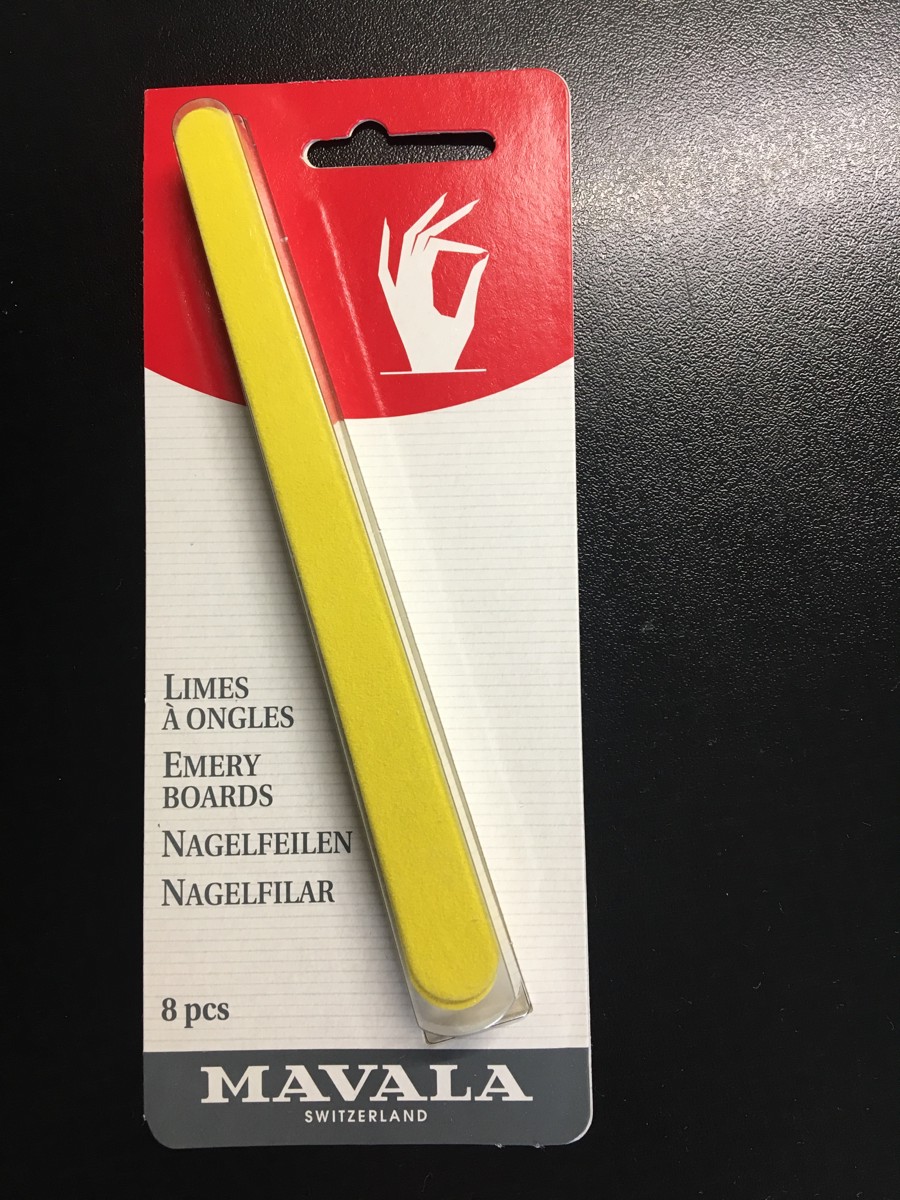 LIMES
À ONGLES
EMERY
BOARDS
NAGELFEILEN
NAGELFILAR
8 pcs
MAVALA
SWITZERLAND